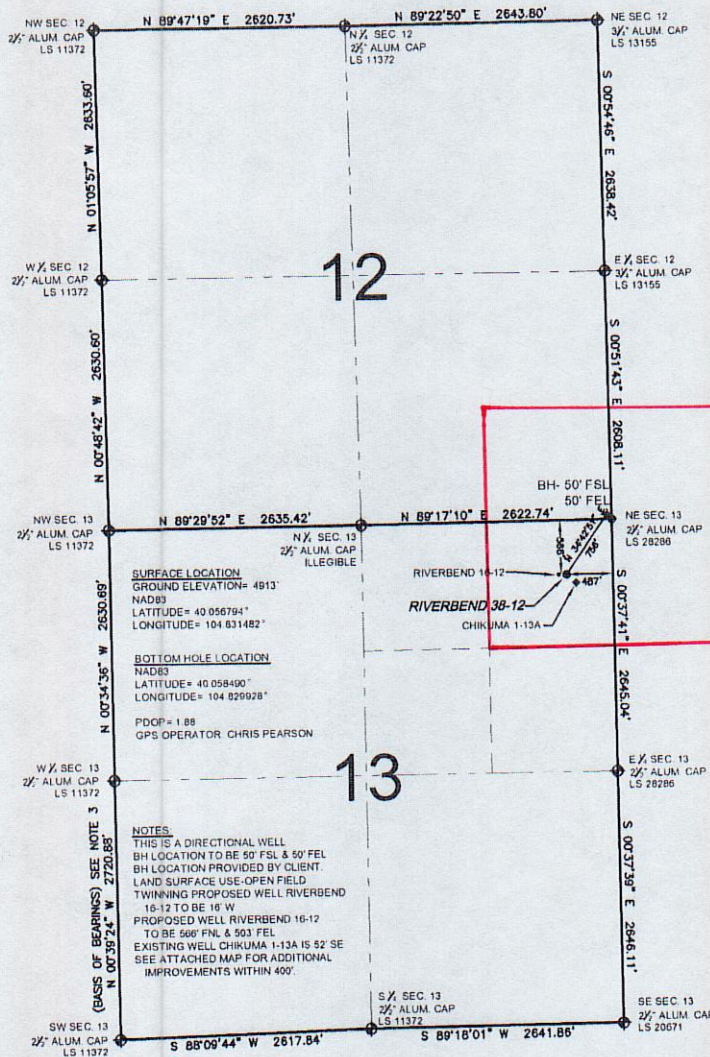 N 89°47'19" E 2620.73'
N 89°22'50" E 2643.80'
NW SEC. 12
2½" ALUM. CAP
LS 11372
N ¼ SEC. 12
2½" ALUM. CAP
LS 11372
NE SEC. 12
3¼" ALUM. CAP
LS 13155
N 01°05'57" W 2633.60'
S 00°54'46" E 2638.42'
W ¼ SEC. 12
2½" ALUM. CAP
LS 11372
12
E ¼ SEC. 12
3¼" ALUM. CAP
LS 13155
N 00°48'42" W 2630.60'
S 00°51'43" E 2608.11'
BH- 50' FSL
50' FEL
NW SEC. 13
2½" ALUM. CAP
LS 11372
N 89°29'52" E 2635.42'
N ¼ SEC. 13
2½" ALUM. CAP
ILLEGIBLE
N 89°17'10" E 2622.74'
NE SEC. 13
2½" ALUM. CAP
LS 28286
756'
RIVERBEND 16-12
487'
RIVERBEND 38-12
CHIKUMA 1-13A
SURFACE LOCATION
GROUND ELEVATION= 4913'
NAD83
LATITUDE= 40.056794°
LONGITUDE= 104.831482°
BOTTOM HOLE LOCATION
NAD83
LATITUDE= 40.058490°
LONGITUDE= 104.829928°
PDOP= 1.88
GPS OPERATOR CHRIS PEARSON
N 00°34'36" W 2630.69'
S 00°37'41" E 2645.04'
W ¼ SEC. 13
2½" ALUM. CAP
LS 11372
13
E ¼ SEC. 13
2½" ALUM. CAP
LS 28286
NOTES:
THIS IS A DIRECTIONAL WELL
BH LOCATION TO BE 50' FSL & 50' FEL
BH LOCATION PROVIDED BY CLIENT.
LAND SURFACE USE-OPEN FIELD
TWINNING PROPOSED WELL RIVERBEND
16-12 TO BE 16' W
PROPOSED WELL RIVERBEND 16-12
TO BE 566' FNL & 503' FEL
EXISTING WELL CHIKUMA 1-13A IS 52' SE
SEE ATTACHED MAP FOR ADDITIONAL
IMPROVEMENTS WITHIN 400'.
(BASIS OF BEARINGS) SEE NOTE 3
N 00°39'24" W 2720.88'
S 00°37'39" E 2646.11'
SW SEC. 13
2½" ALUM. CAP
LS 11372
S ¼ SEC. 13
2½" ALUM. CAP
LS 11372
SE SEC. 13
2½" ALUM. CAP
LS 20671
S 88°09'44" W 2617.84'
S 89°18'01" W 2641.86'